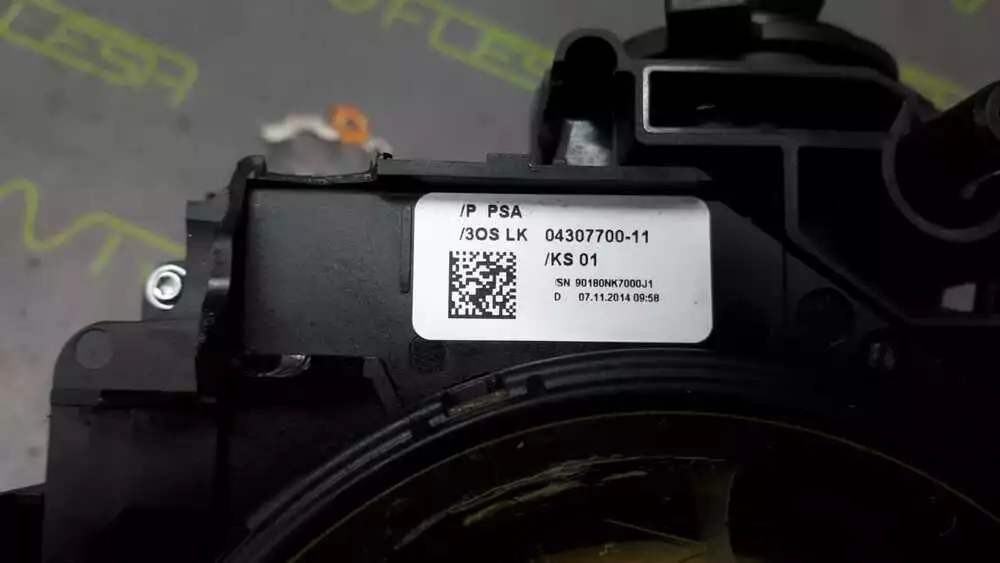 /P PSA
/3OS LK 04307700-11
/KS 01
/SN 90180NK7000J1
D 07.11.2014 09:58